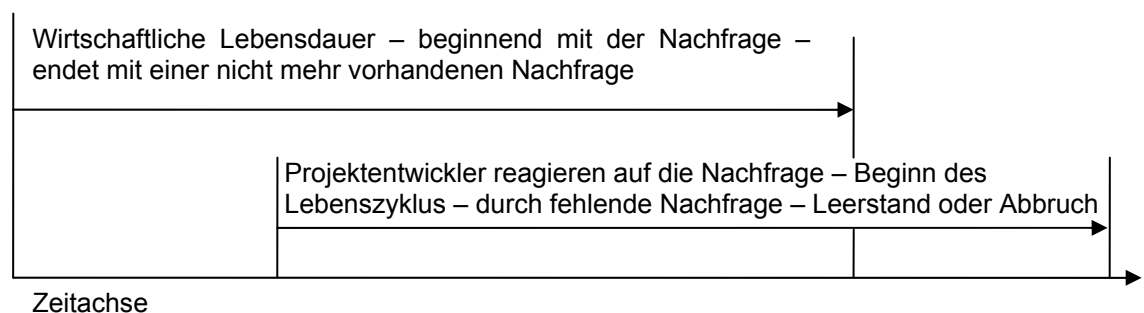 Wirtschaftliche Lebensdauer – beginnend mit der Nachfrage –
endet mit einer nicht mehr vorhandenen Nachfrage
Projektentwickler reagieren auf die Nachfrage – Beginn des
Lebenszyklus – durch fehlende Nachfrage – Leerstand oder Abbruch
Zeitachse